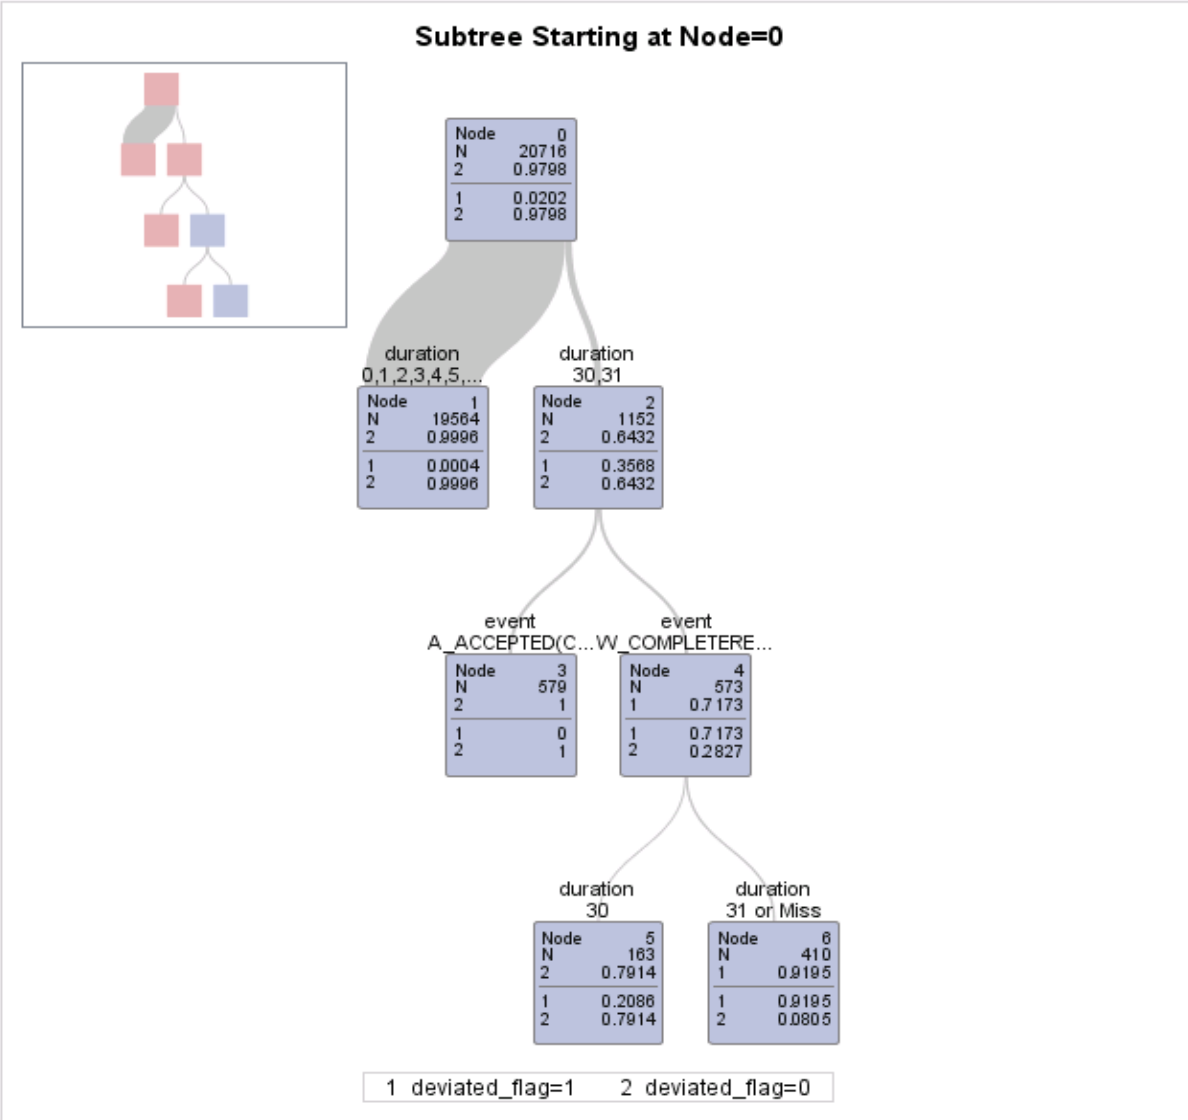 Subtree Starting at Node=0
Node 0
N 20716
2 0.9798
1 0.0202
2 0.9798
duration
0,1,2,3,4,5,...
Node 1
N 19564
2 0.9996
1 0.0004
2 0.9996
duration
30,31
Node 2
N 1152
2 0.6432
1 0.3568
2 0.6432
event
A_ACCEPTED(C...
Node 3
N 579
2 1
1 0
2 1
event
W_COMPLETERE...
Node 4
N 573
1 0.7173
1 0.7173
2 0.2827
duration
30
Node 5
N 163
2 0.7914
1 0.2086
2 0.7914
duration
31 or Miss
Node 6
N 410
1 0.9195
1 0.9195
2 0.0805
1 deviated_flag=1 2 deviated_flag=0